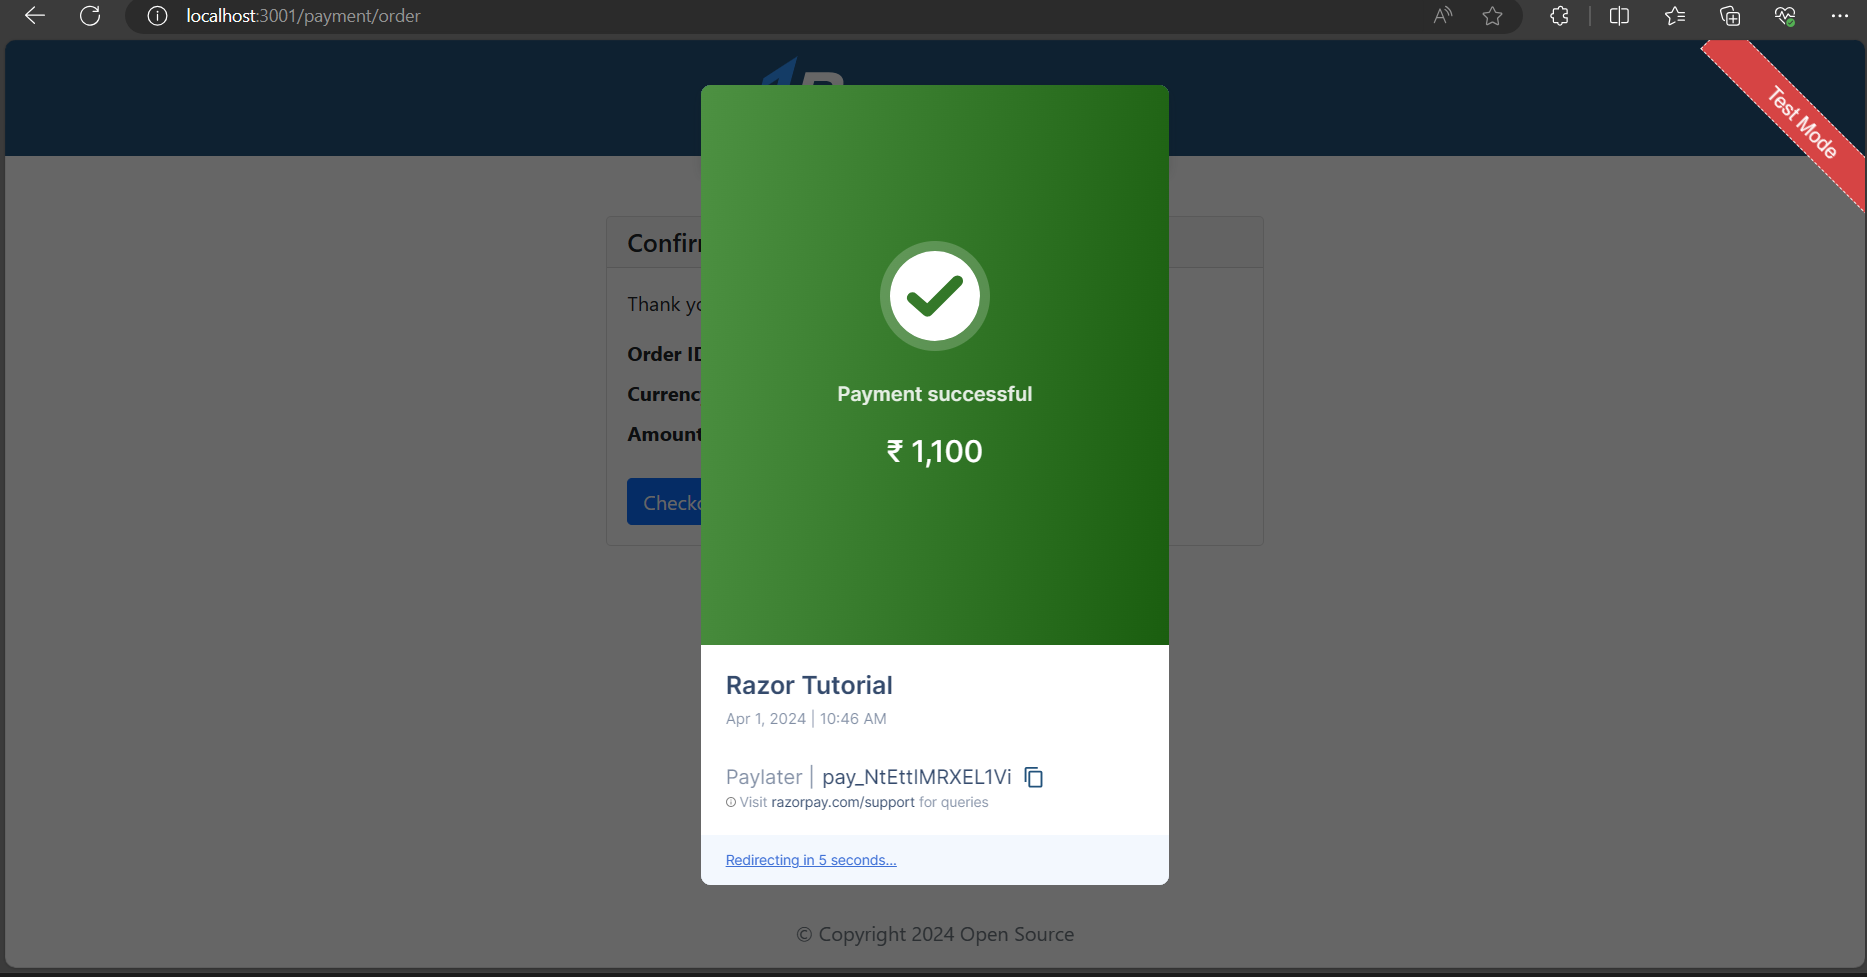 localhost:3001/payment/order
Test Mode
Confir
Thank yo
Order ID
Currenc
Amount
Checko
Payment successful
₹ 1,100
Razor Tutorial
Apr 1, 2024 | 10:46 AM
Paylater | pay_NtEttIMRXEL1Vi
Visit razorpay.com/support for queries
Redirecting in 5 seconds...
© Copyright 2024 Open Source